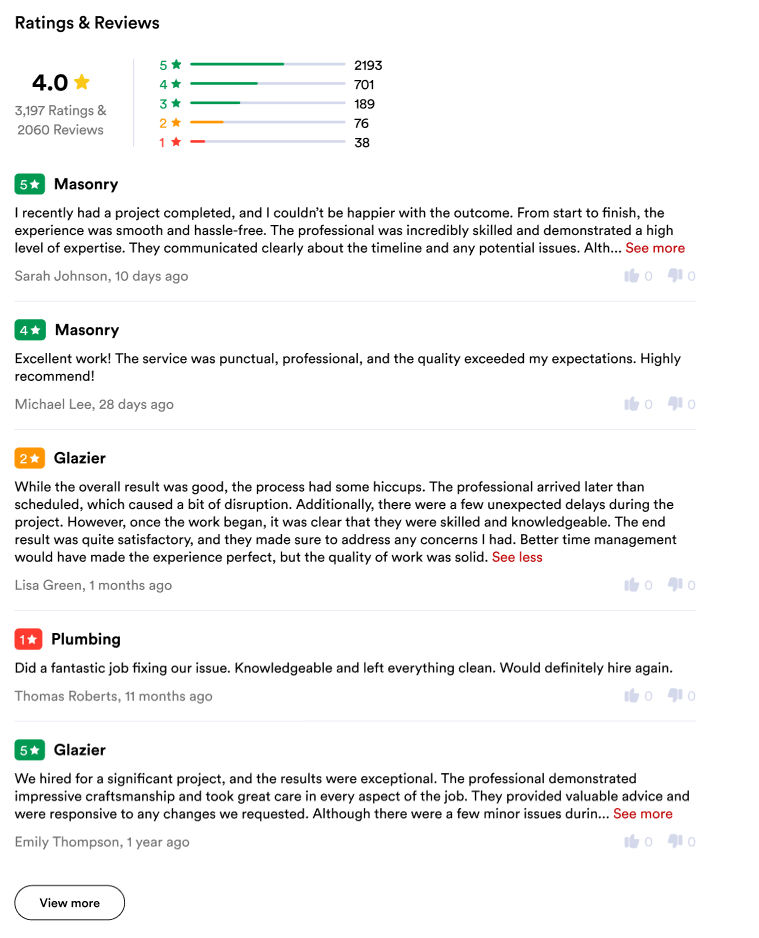 Ratings & Reviews
4.0
3,197 Ratings &
2060 Reviews
5 2193
4 701
3 189
2 76
1 38
5 Masonry
I recently had a project completed, and I couldn’t be happier with the outcome. From start to finish, the
experience was smooth and hassle-free. The professional was incredibly skilled and demonstrated a high
level of expertise. They communicated clearly about the timeline and any potential issues. Alth... See more
Sarah Johnson, 10 days ago 0 0
4 Masonry
Excellent work! The service was punctual, professional, and the quality exceeded my expectations. Highly
recommend!
Michael Lee, 28 days ago 0 0
2 Glazier
While the overall result was good, the process had some hiccups. The professional arrived later than
scheduled, which caused a bit of disruption. Additionally, there were a few unexpected delays during the
project. However, once the work began, it was clear that they were skilled and knowledgeable. The end
result was quite satisfactory, and they made sure to address any concerns I had. Better time management
would have made the experience perfect, but the quality of work was solid. See less
Lisa Green, 1 months ago 0 0
1 Plumbing
Did a fantastic job fixing our issue. Knowledgeable and left everything clean. Would definitely hire again.
Thomas Roberts, 11 months ago 0 0
5 Glazier
We hired for a significant project, and the results were exceptional. The professional demonstrated
impressive craftsmanship and took great care in every aspect of the job. They provided valuable advice and
were responsive to any changes we requested. Although there were a few minor issues durin... See more
Emily Thompson, 1 year ago 0 0
View more